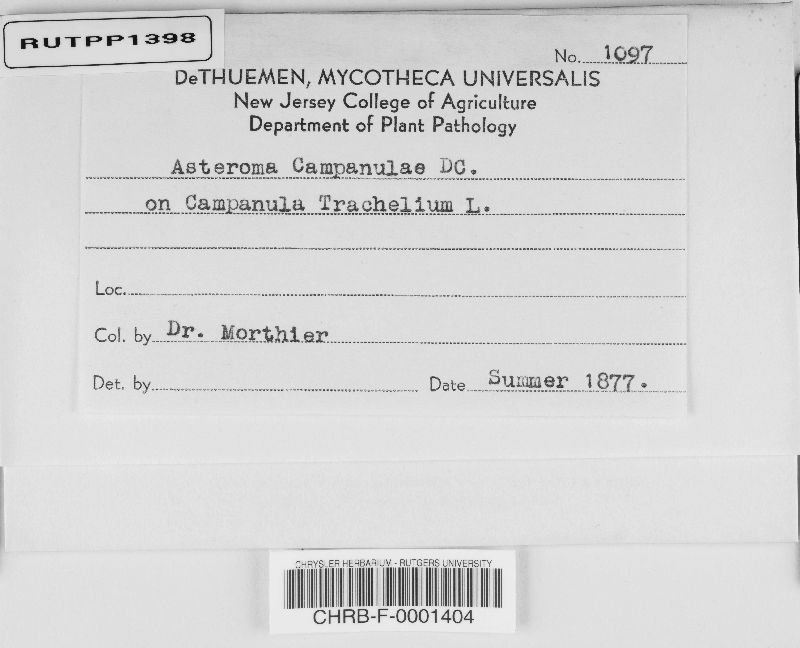 RUTPP1398
No. 1097
DeTHUEMEN, MYCOTHECA UNIVERSALIS
New Jersey College of Agriculture
Department of Plant Pathology
Asteroma Campanulae DC.
on Campanula Trachelium L.
Loc.
Col. by Dr. Morthier
Det. by Date Summer 1877.
CHRYSLER HERBARIUM - RUTGERS UNIVERSITY
CHRB-F-0001404